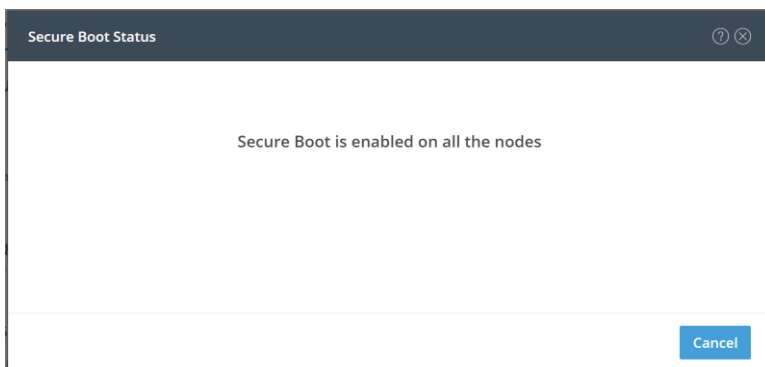 Secure Boot Status
Secure Boot is enabled on all the nodes
Cancel